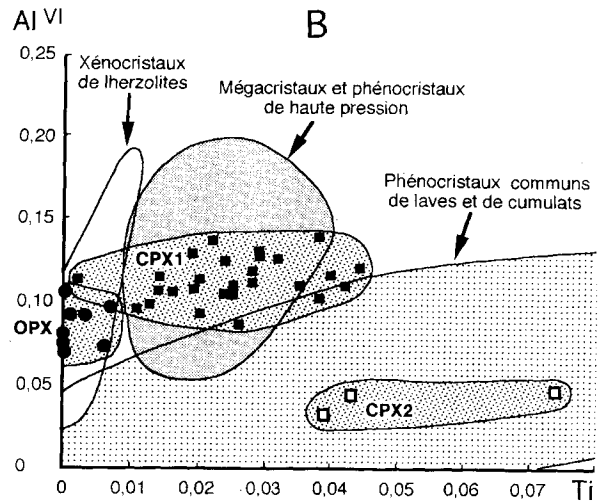 Al VI
B
0,25
Xénocristaux
de lherzolites
Mégacristaux et phénocristaux
de haute pression
0,20
Phénocristaux communs
de laves et de cumulats
0,15
CPX1
0,10
OPX
0,05
CPX2
0
0 0,01 0,02 0,03 0,04 0,05 0,06 0,07 Ti